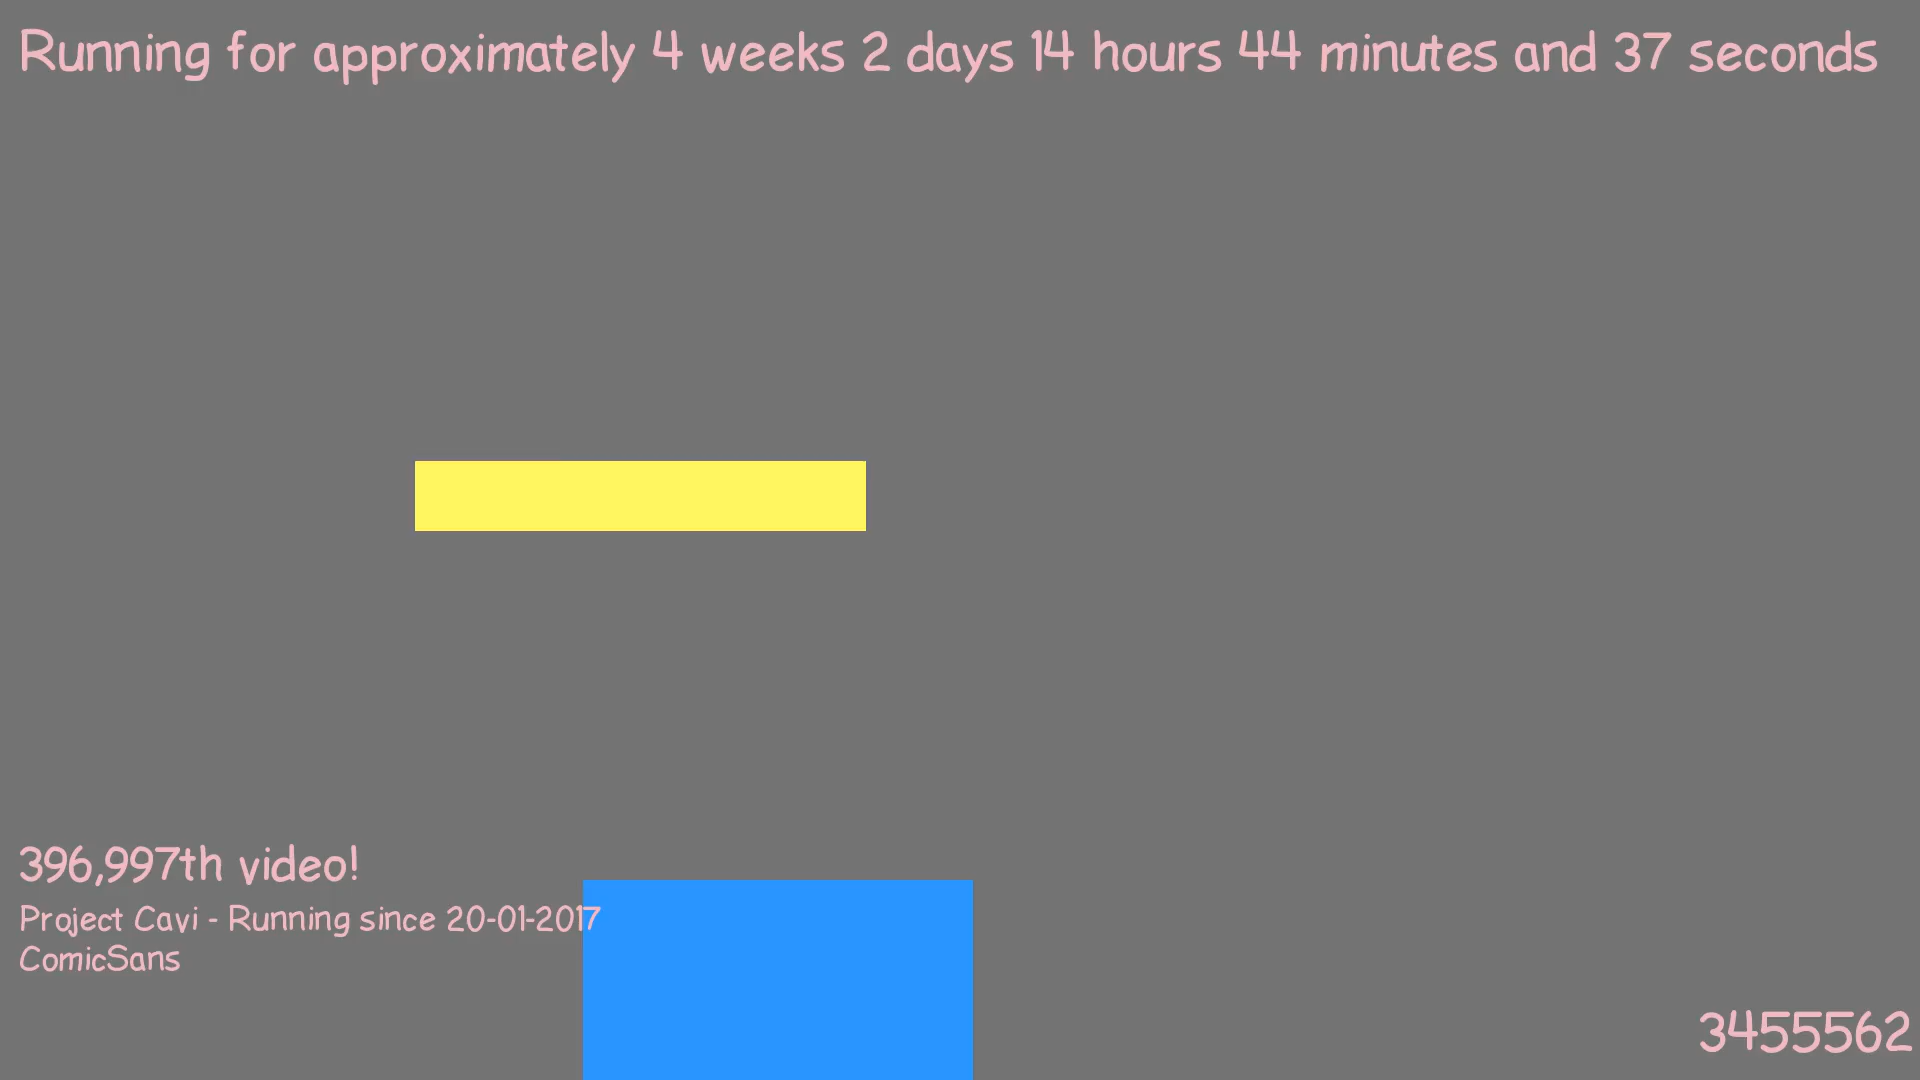 Running for approximately 4 weeks 2 days 14 hours 44 minutes and 37 seconds
396,997th video!
Project Cavi - Running since 20-01-2017
ComicSans
3455562